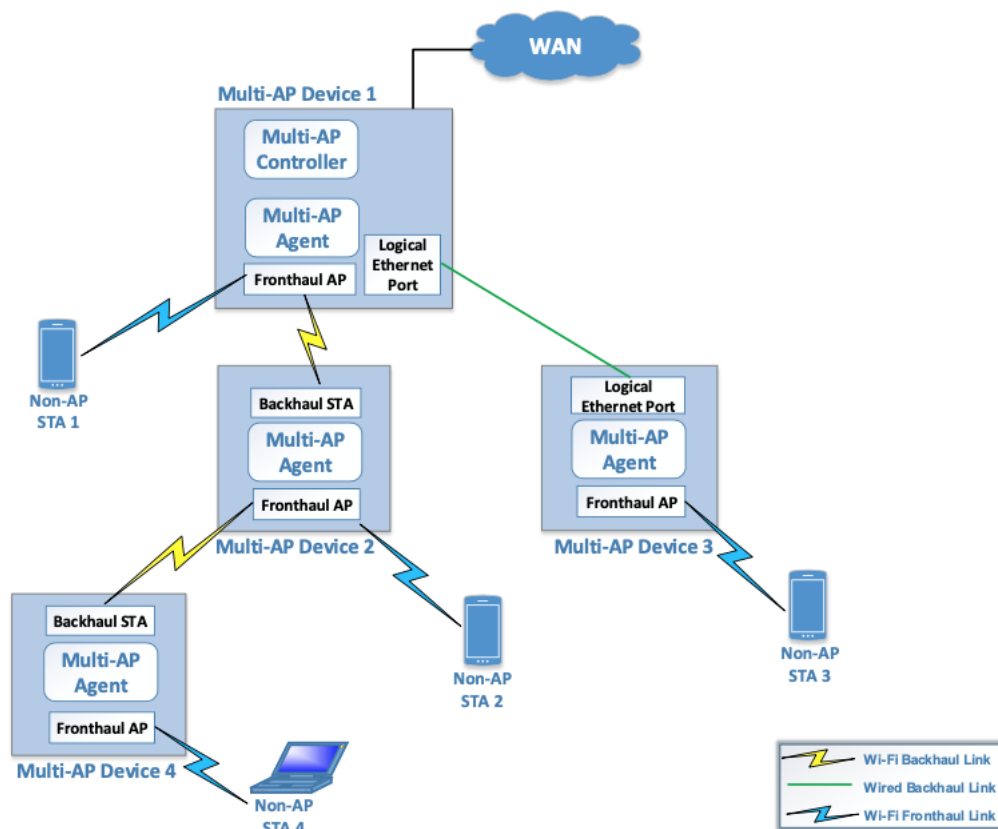 WAN
Multi-AP Device 1
Multi-AP
Controller
Multi-AP
Agent
Logical
Ethernet
Port
Fronthaul AP
Non-AP
STA 1
Backhaul STA
Multi-AP
Agent
Fronthaul AP
Multi-AP Device 2
Logical
Ethernet Port
Multi-AP
Agent
Fronthaul AP
Multi-AP Device 3
Backhaul STA
Multi-AP
Agent
Fronthaul AP
Multi-AP Device 4
Non-AP
STA 2
Non-AP
STA 3
Non-AP
STA 4
Wi-Fi Backhaul Link
Wired Backhaul Link
Wi-Fi Fronthaul Link